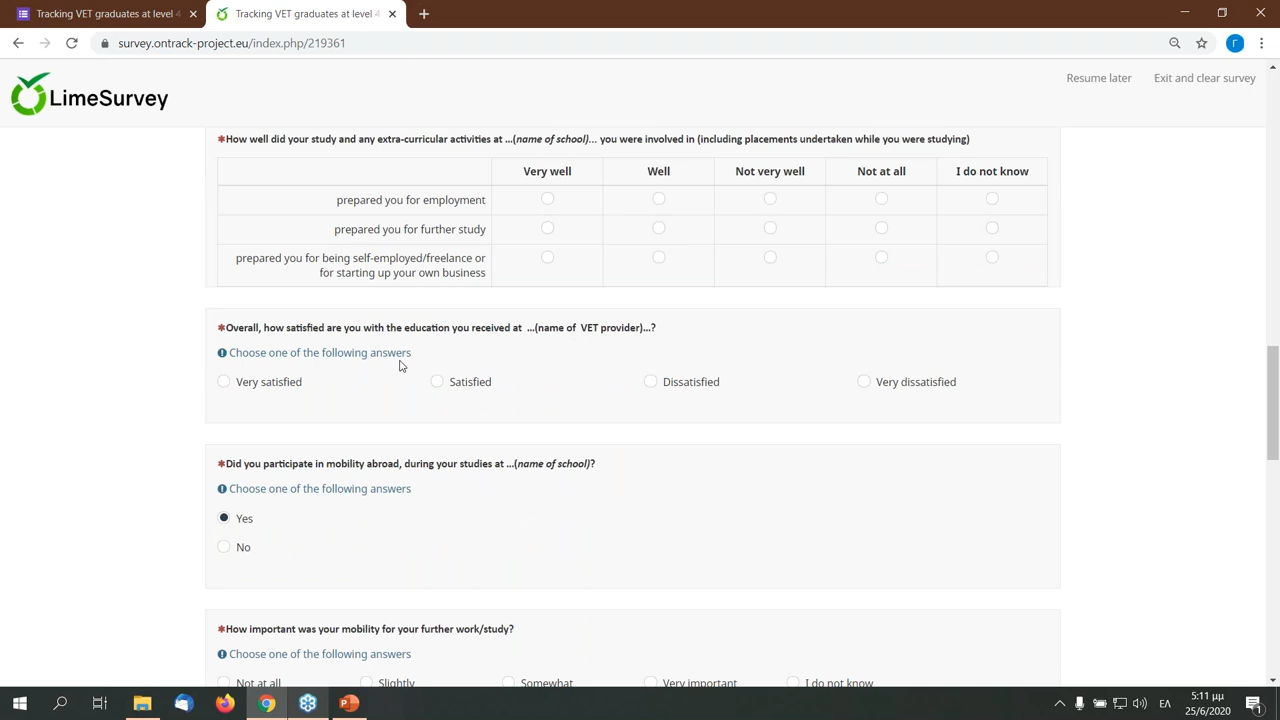 Tracking VET graduates at level 4
Tracking VET graduates at level 4
survey.ontrack-project.eu/index.php/219361
Γ
LimeSurvey
Resume later
Exit and clear survey
*How well did your study and any extra-curricular activities at ...(name of school)... you were involved in (including placements undertaken while you were studying)
Very well Well Not very well Not at all I do not know
prepared you for employment
prepared you for further study
prepared you for being self-employed/freelance or
for starting up your own business
*Overall, how satisfied are you with the education you received at ...(name of VET provider)...?
Choose one of the following answers
Very satisfied Satisfied Dissatisfied Very dissatisfied
*Did you participate in mobility abroad, during your studies at ...(name of school)?
Choose one of the following answers
Yes
No
*How important was your mobility for your further work/study?
Choose one of the following answers
Not at all Slightly Somewhat Very important I do not know
ΕΛ
5:11 μμ
25/6/2020
1